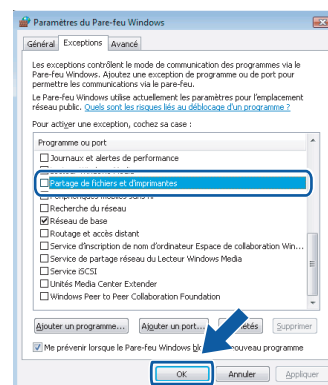 Paramètres du Pare-feu Windows
Général Exceptions Avancé
Les exceptions contrôlent le mode de communication des programmes via le
Pare-feu Windows. Ajoutez une exception de programme ou de port pour
permettre les communications via le pare-feu.
Le Pare-feu Windows utilise actuellement les paramètres pour l'emplacement
réseau public. Quels sont les risques liés au déblocage d'un programme ?
Pour activer une exception, cochez sa case :
Programme ou port
Journaux et alertes de performance
Partage de fichiers et d'imprimantes
Recherche du réseau
Réseau de base
Routage et accès distant
Service d'inscription de nom d'ordinateur Espace de collaboration Win...
Service de partage réseau du Lecteur Windows Media
Service iSCSI
Unités Media Center Extender
Windows Peer to Peer Collaboration Foundation
Ajouter un programme... Ajouter un port... Supprimer
Me prévenir lorsque le Pare-feu Windows nouveau programme
OK Annuler Appliquer